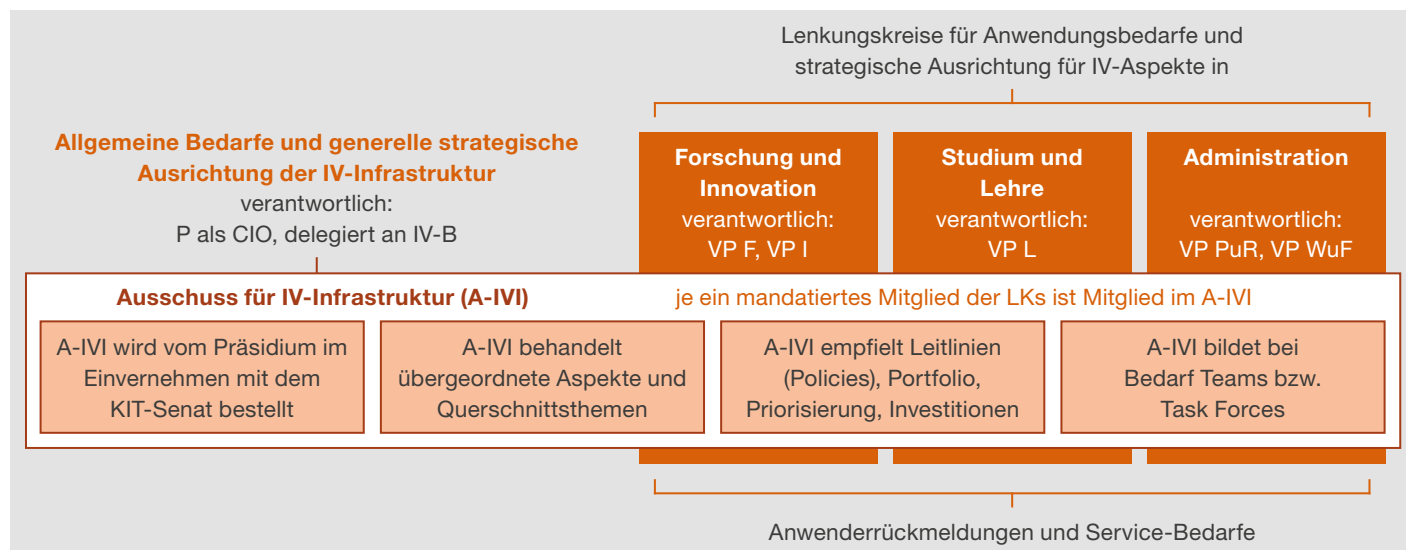 Lenkungskreise für Anwendungsbedarfe und
strategische Ausrichtung für IV-Aspekte in
Allgemeine Bedarfe und generelle strategische
Ausrichtung der IV-Infrastruktur
verantwortlich:
P als CIO, delegiert an IV-B
Forschung und
Innovation
verantwortlich:
VP F, VP I
Studium und
Lehre
verantwortlich:
VP L
Administration
verantwortlich:
VP PuR, VP WuF
Ausschuss für IV-Infrastruktur (A-IVI)
je ein mandatiertes Mitglied der LKs ist Mitglied im A-IVI
A-IVI wird vom Präsidium im
Einvernehmen mit dem
KIT-Senat bestellt
A-IVI behandelt
übergeordnete Aspekte und
Querschnittsthemen
A-IVI empfielt Leitlinien
(Policies), Portfolio,
Priorisierung, Investitionen
A-IVI bildet bei
Bedarf Teams bzw.
Task Forces
Anwenderrückmeldungen und Service-Bedarfe